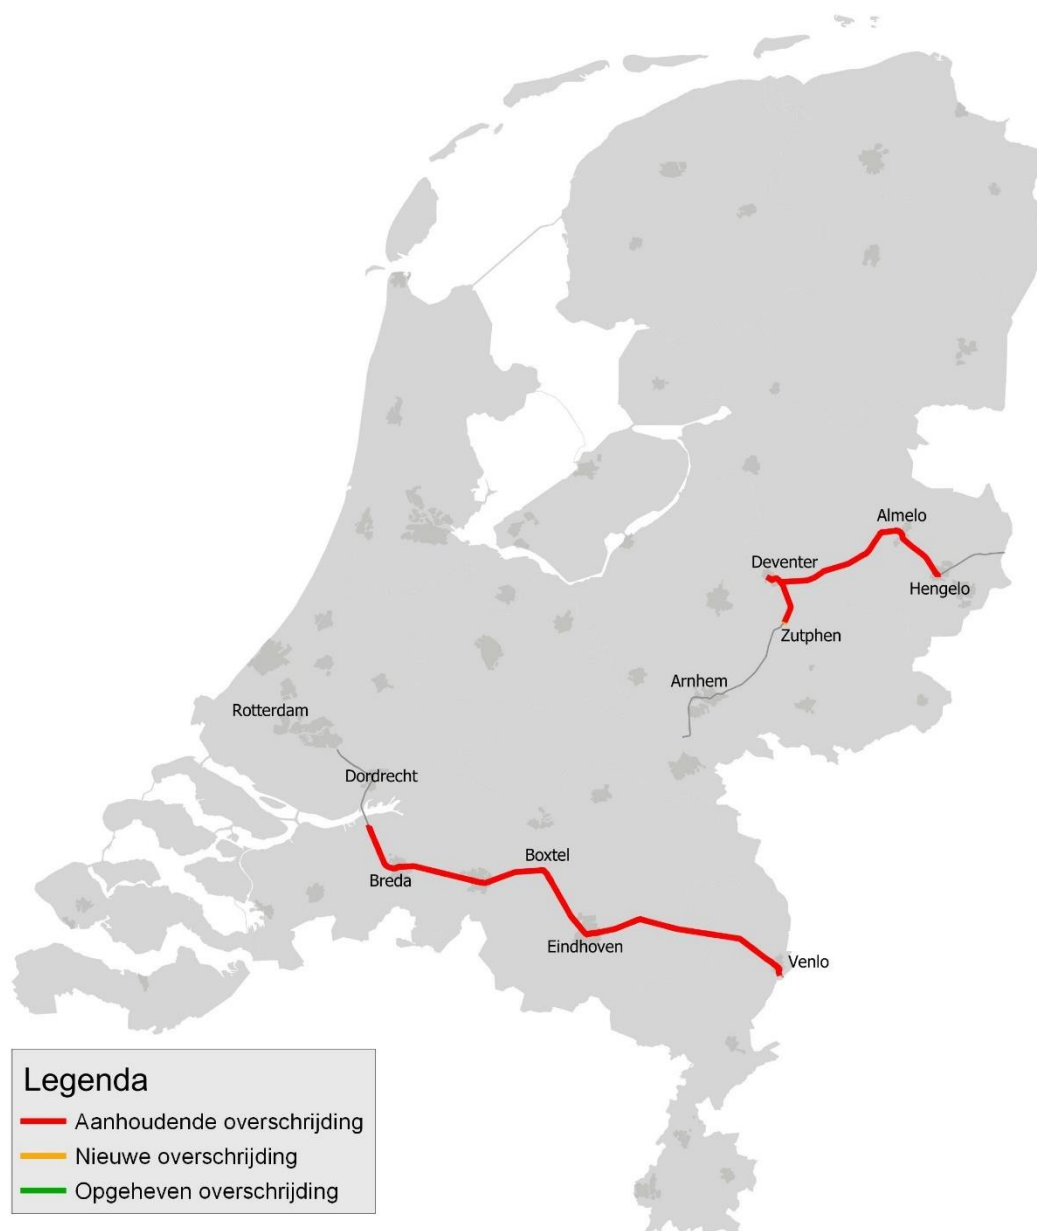 Almelo
Deventer
Hengelo
Zutphen
Arnhem
Rotterdam
Dordrecht
Boxtel
Breda
Eindhoven
Venlo
Legenda
Aanhoudende overschrijding
Nieuwe overschrijding
Opgeheven overschrijding